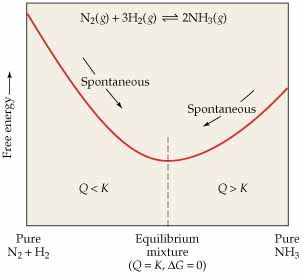 N₂(g) + 3H₂(g) ⇌ 2NH₃(g)
Spontaneous
Spontaneous
Free energy →
Q < K
Q > K
Pure
N₂ + H₂
Equilibrium
mixture
(Q = K, ΔG = 0)
Pure
NH₃